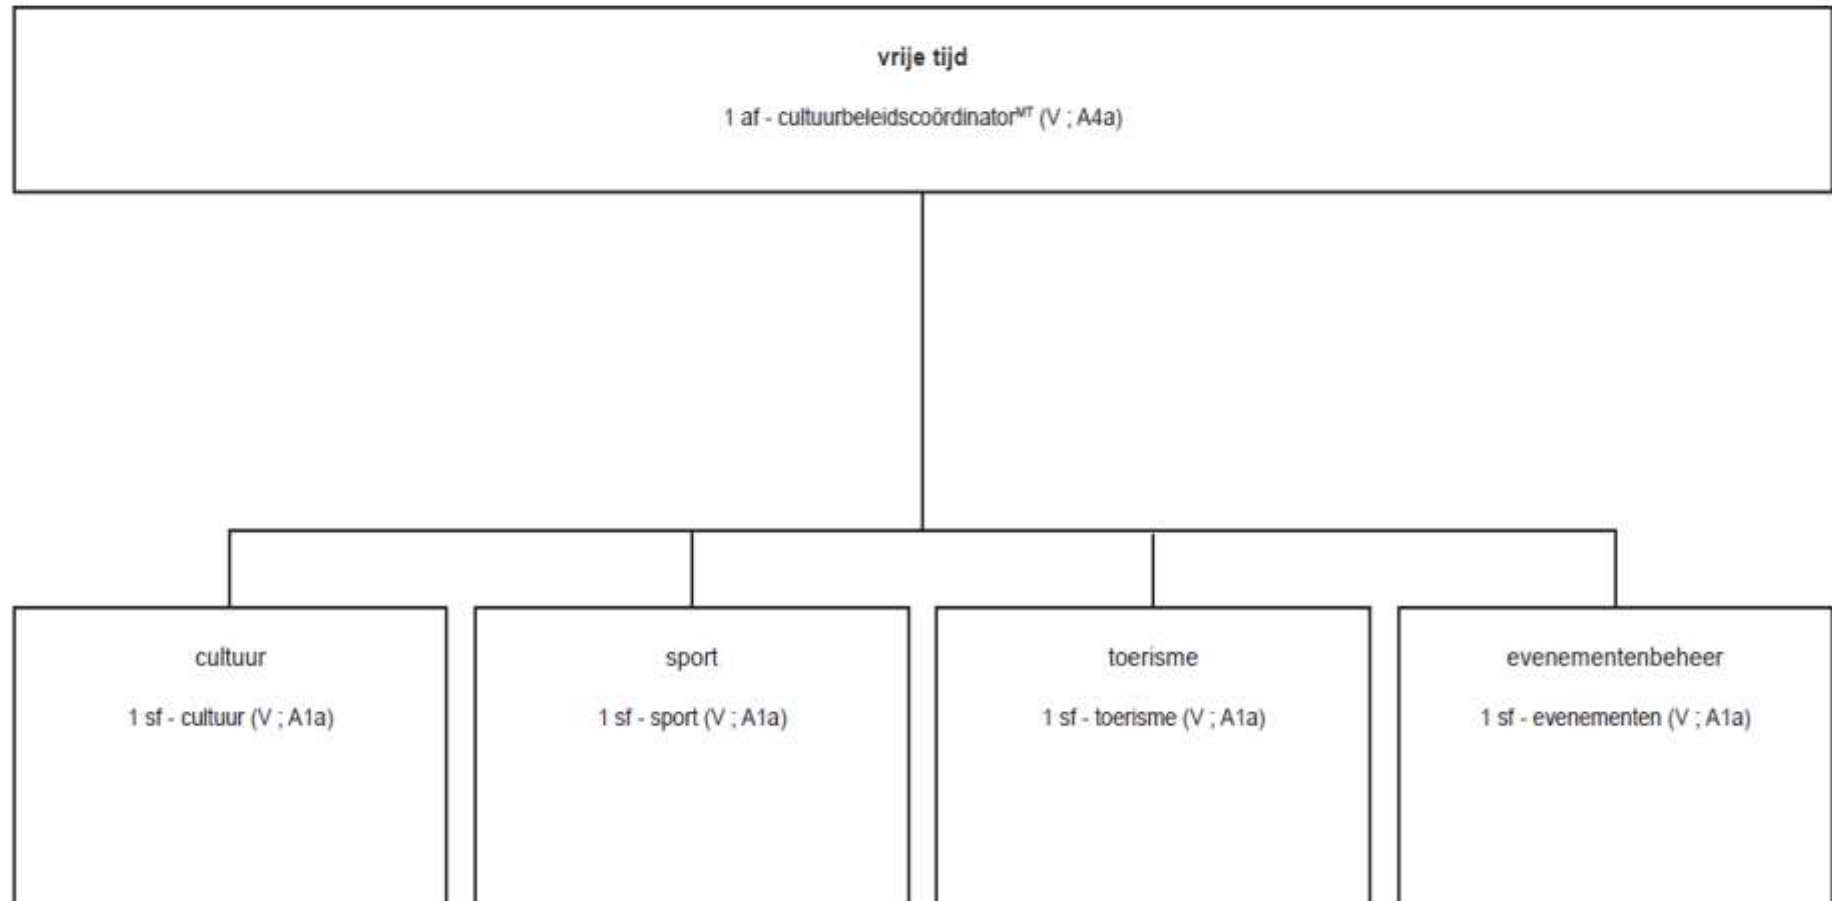 vrije tijd
1 af - cultuurbeleidscoördinatorᴹᵀ (V ; A4a)
cultuur
1 sf - cultuur (V ; A1a)
sport
1 sf - sport (V ; A1a)
toerisme
1 sf - toerisme (V ; A1a)
evenementenbeheer
1 sf - evenementen (V ; A1a)